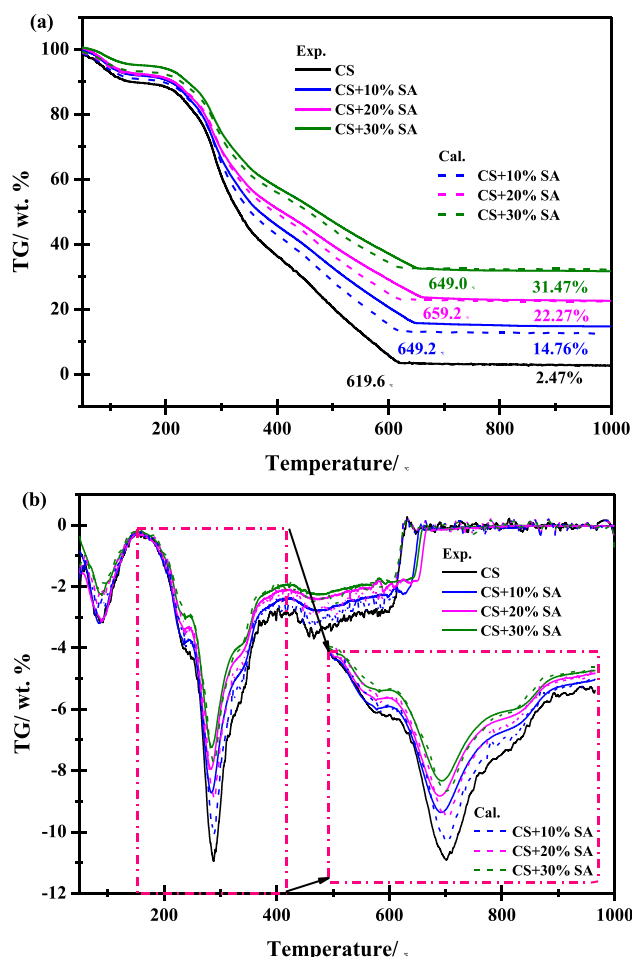 (a)
Exp.
CS
CS+10% SA
CS+20% SA
CS+30% SA
Cal.
CS+10% SA
CS+20% SA
CS+30% SA
TG/ wt. %
100
80
60
40
20
0
649.0
31.47%
659.2
22.27%
649.2
14.76%
619.6
2.47%
200
400
600
800
1000
Temperature/
(b)
TG/ wt. %
0
-2
-4
-6
-8
-10
-12
Exp.
CS
CS+10% SA
CS+20% SA
CS+30% SA
Cal.
CS+10% SA
CS+20% SA
CS+30% SA
200
400
600
800
1000
Temperature/